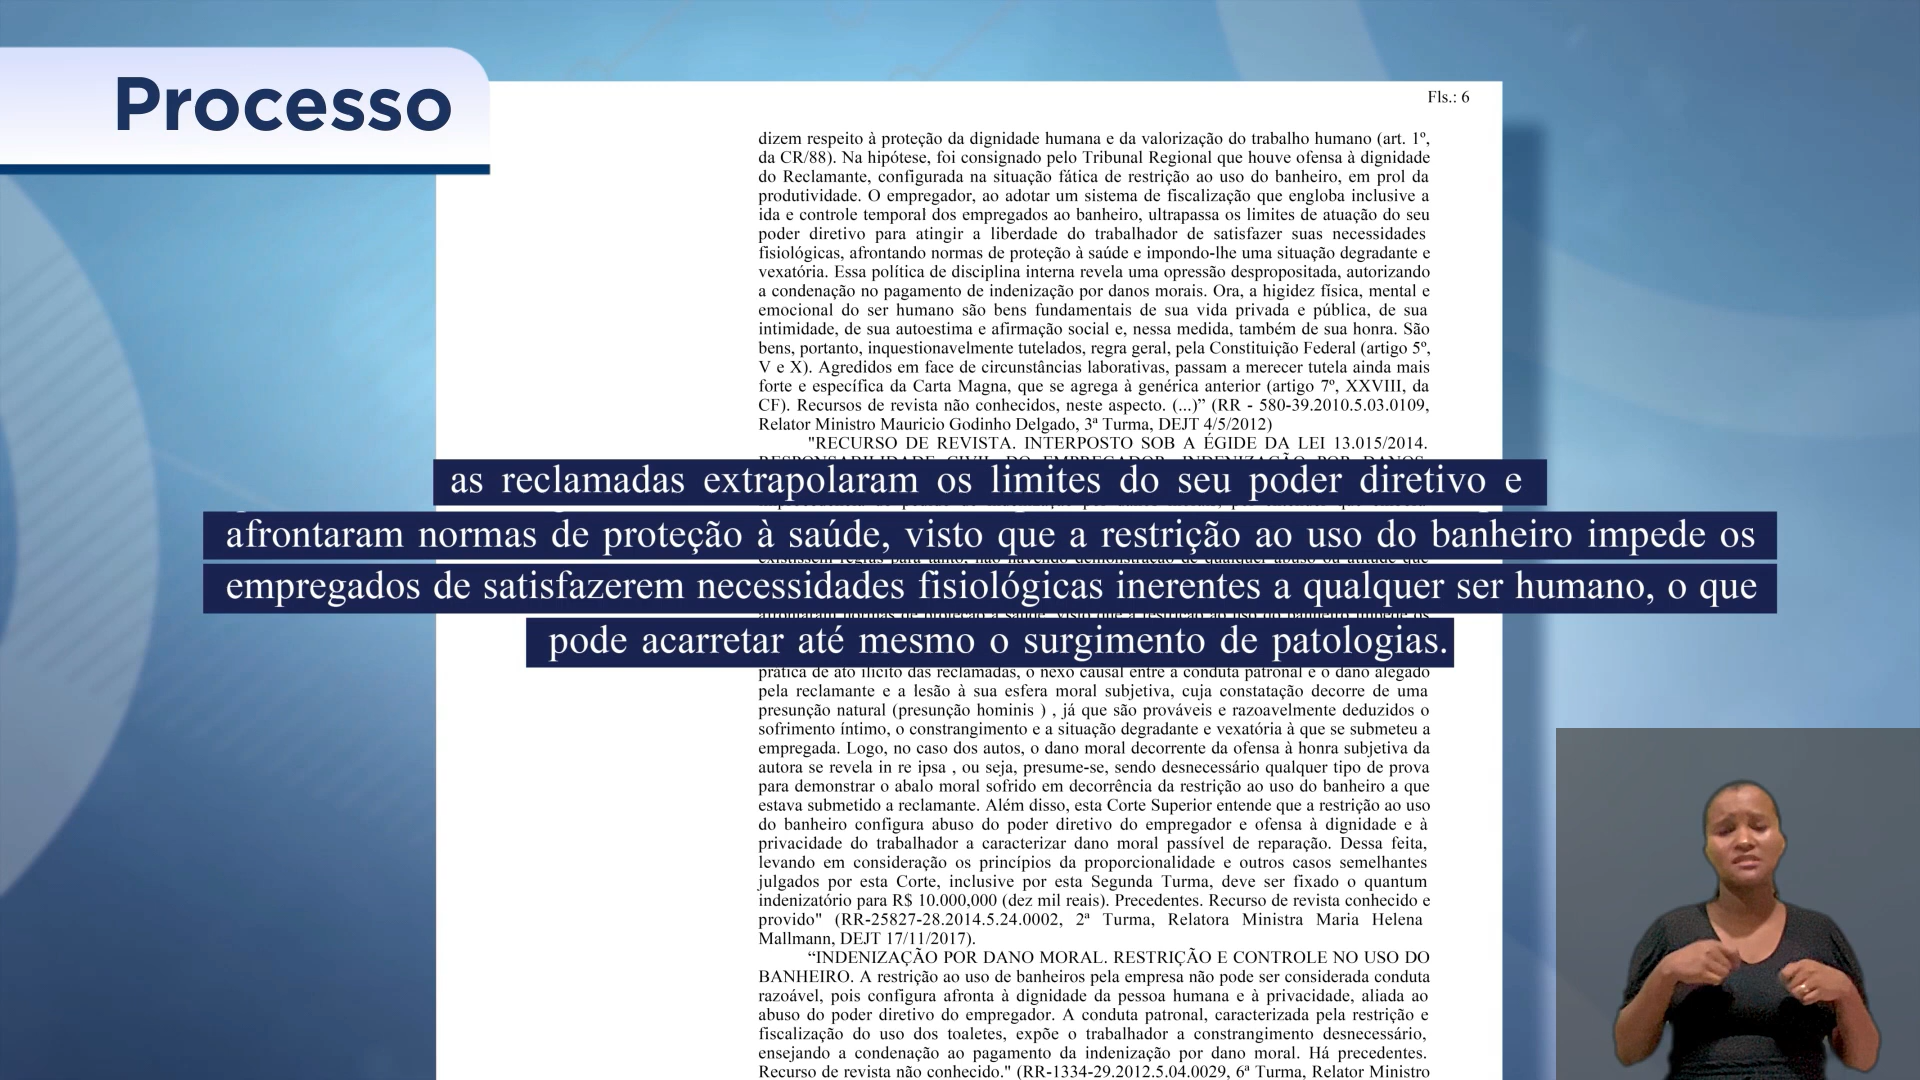 Processo
Fls.: 6
dizem respeito à proteção da dignidade humana e da valorização do trabalho humano (art. 1º,
da CR/88). Na hipótese, foi consignado pelo Tribunal Regional que houve ofensa à dignidade
do Reclamante, configurada na situação fática de restrição ao uso do banheiro, em prol da
produtividade. O empregador, ao adotar um sistema de fiscalização que engloba inclusive a
ida e controle temporal dos empregados ao banheiro, ultrapassa os limites de atuação do seu
poder diretivo para atingir a liberdade do trabalhador de satisfazer suas necessidades
fisiológicas, afrontando normas de proteção à saúde e impondo-lhe uma situação degradante e
vexatória. Essa política de disciplina interna revela uma opressão despropositada, autorizando
a condenação no pagamento de indenização por danos morais. Ora, a higidez física, mental e
emocional do ser humano são bens fundamentais de sua vida privada e pública, de sua
intimidade, de sua autoestima e afirmação social e, nessa medida, também de sua honra. São
bens, portanto, inquestionavelmente tutelados, regra geral, pela Constituição Federal (artigo 5º,
V e X). Agredidos em face de circunstâncias laborativas, passam a merecer tutela ainda mais
forte e específica da Carta Magna, que se agrega à genérica anterior (artigo 7º, XXVIII, da
CF). Recursos de revista não conhecidos, neste aspecto. (...)” (RR - 580-39.2010.5.03.0109,
Relator Ministro Mauricio Godinho Delgado, 3ª Turma, DEJT 4/5/2012)
"RECURSO DE REVISTA. INTERPOSTO SOB A ÉGIDE DA LEI 13.015/2014.
RESPONSABILIDADE CIVIL DO EMPREGADOR. INDENIZAÇÃO POR DANOS
as reclamadas extrapolaram os limites do seu poder diretivo e
afrontaram normas de proteção à saúde, visto que a restrição ao uso do banheiro impede os
empregados de satisfazerem necessidades fisiológicas inerentes a qualquer ser humano, o que
pode acarretar até mesmo o surgimento de patologias.
prática de ato ilícito das reclamadas, o nexo causal entre a conduta patronal e o dano alegado
pela reclamante e a lesão à sua esfera moral subjetiva, cuja constatação decorre de uma
presunção natural (presunção hominis ) , já que são prováveis e razoavelmente deduzidos o
sofrimento íntimo, o constrangimento e a situação degradante e vexatória à que se submeteu a
empregada. Logo, no caso dos autos, o dano moral decorrente da ofensa à honra subjetiva da
autora se revela in re ipsa , ou seja, presume-se, sendo desnecessário qualquer tipo de prova
para demonstrar o abalo moral sofrido em decorrência da restrição ao uso do banheiro a que
estava submetido a reclamante. Além disso, esta Corte Superior entende que a restrição ao uso
do banheiro configura abuso do poder diretivo do empregador e ofensa à dignidade e à
privacidade do trabalhador a caracterizar dano moral passível de reparação. Dessa feita,
levando em consideração os princípios da proporcionalidade e outros casos semelhantes
julgados por esta Corte, inclusive por esta Segunda Turma, deve ser fixado o quantum
indenizatório para R$ 10.000,000 (dez mil reais). Precedentes. Recurso de revista conhecido e
provido" (RR-25827-28.2014.5.24.0002, 2ª Turma, Relatora Ministra Maria Helena
Mallmann, DEJT 17/11/2017).
“INDENIZAÇÃO POR DANO MORAL. RESTRIÇÃO E CONTROLE NO USO DO
BANHEIRO. A restrição ao uso de banheiros pela empresa não pode ser considerada conduta
razoável, pois configura afronta à dignidade da pessoa humana e à privacidade, aliada ao
abuso do poder diretivo do empregador. A conduta patronal, caracterizada pela restrição e
fiscalização do uso dos toaletes, expõe o trabalhador a constrangimento desnecessário,
ensejando a condenação ao pagamento da indenização por dano moral. Há precedentes.
Recurso de revista não conhecido." (RR-1334-29.2012.5.04.0029, 6ª Turma, Relator Ministro